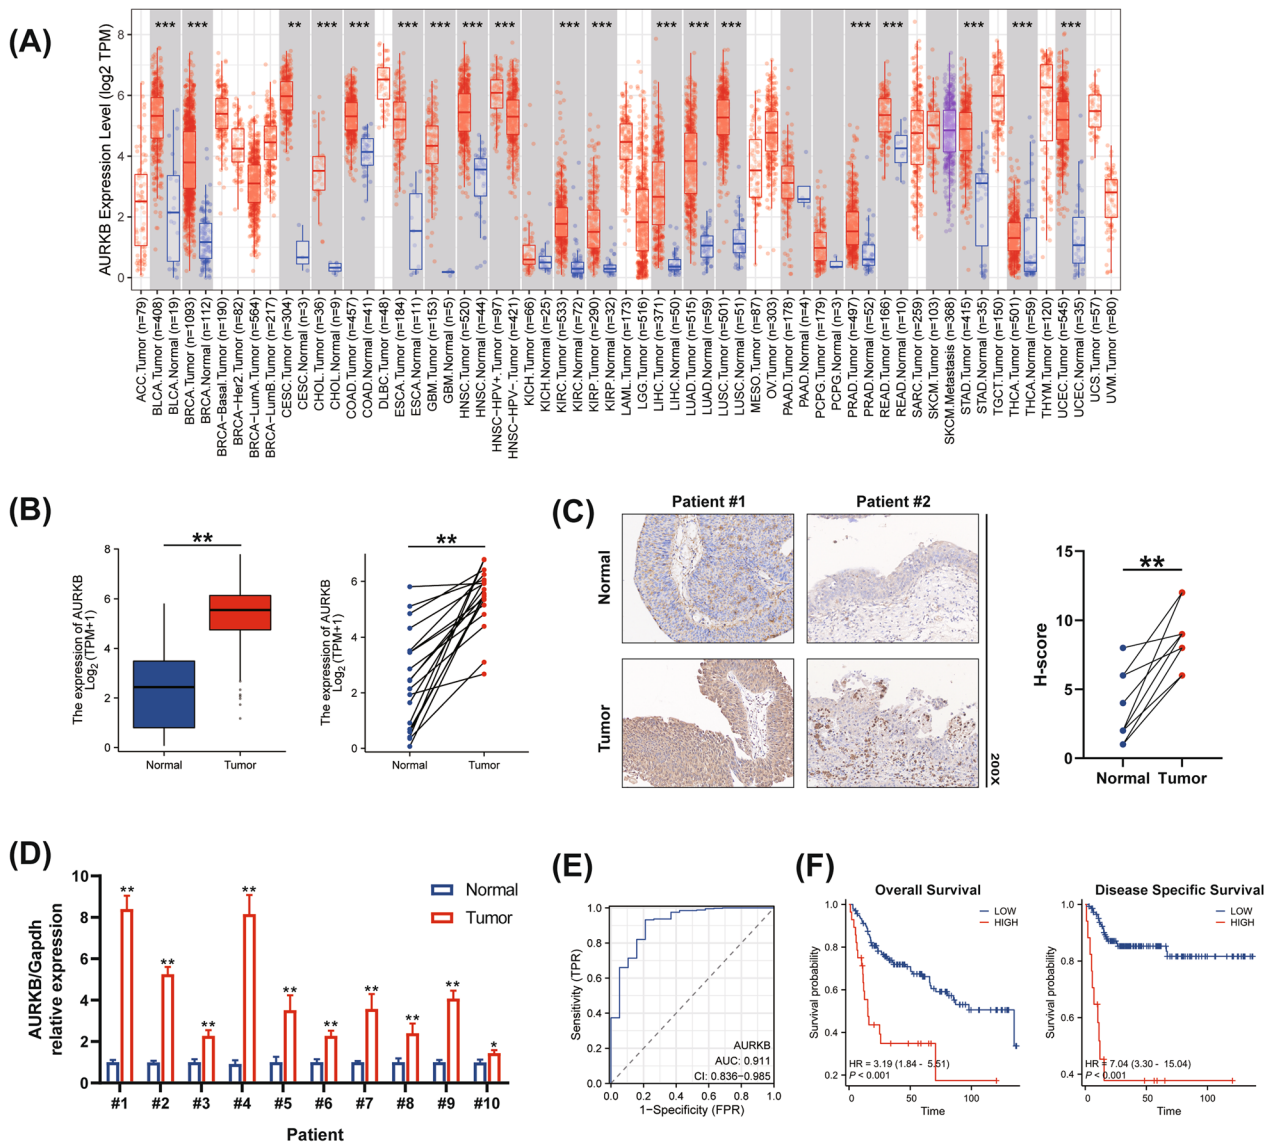 (A)
AURKB Expression Level (log2 TPM)
8
6
4
2
0
*** *** ** *** *** *** *** *** *** *** *** *** *** *** *** *** *** *** ***
ACC.Tumor (n=79)
BLCA.Tumor (n=408)
BLCA.Normal (n=19)
BRCA.Tumor (n=1093)
BRCA.Normal (n=112)
BRCA-Basal.Tumor (n=190)
BRCA-Her2.Tumor (n=82)
BRCA-LumA.Tumor (n=564)
BRCA-LumB.Tumor (n=217)
CESC.Tumor (n=304)
CESC.Normal (n=3)
CHOL.Tumor (n=36)
CHOL.Normal (n=9)
COAD.Tumor (n=457)
COAD.Normal (n=41)
DLBC.Tumor (n=48)
ESCA.Tumor (n=184)
ESCA.Normal (n=11)
GBM.Tumor (n=153)
GBM.Normal (n=5)
HNSC.Tumor (n=520)
HNSC.Normal (n=44)
HNSC-HPV+.Tumor (n=97)
HNSC-HPV-.Tumor (n=421)
KICH.Tumor (n=66)
KICH.Normal (n=25)
KIRC.Tumor (n=533)
KIRC.Normal (n=72)
KIRP.Tumor (n=290)
KIRP.Normal (n=32)
LAML.Tumor (n=173)
LGG.Tumor (n=516)
LIHC.Tumor (n=371)
LIHC.Normal (n=50)
LUAD.Tumor (n=515)
LUAD.Normal (n=59)
LUSC.Tumor (n=501)
LUSC.Normal (n=51)
MESO.Tumor (n=87)
OV.Tumor (n=303)
PAAD.Tumor (n=178)
PAAD.Normal (n=4)
PCPG.Tumor (n=179)
PCPG.Normal (n=3)
PRAD.Tumor (n=497)
PRAD.Normal (n=52)
READ.Tumor (n=166)
READ.Normal (n=10)
SARC.Tumor (n=259)
SKCM.Tumor (n=103)
SKCM.Metastasis (n=368)
STAD.Tumor (n=415)
STAD.Normal (n=35)
TGCT.Tumor (n=150)
THCA.Tumor (n=501)
THCA.Normal (n=59)
THYM.Tumor (n=120)
UCEC.Tumor (n=545)
UCEC.Normal (n=35)
UCS.Tumor (n=57)
UVM.Tumor (n=80)
(B)
The expression of AURKB
Log2 (TPM+1)
8
6
4
2
0
**
Normal Tumor
The expression of AURKB
Log2 (TPM+1)
6
4
2
0
**
Normal Tumor
(C)
Patient #1 Patient #2
Normal
Tumor
200X
H-score
15
10
5
0
**
Normal Tumor
(D)
AURKB/Gapdh
relative expression
10
8
6
4
2
0
** ** ** ** ** ** ** ** ** *
Normal
Tumor
#1 #2 #3 #4 #5 #6 #7 #8 #9 #10
Patient
(E)
Sensitivity (TPR)
1.0
0.8
0.6
0.4
0.2
0.0
AURKB
AUC: 0.911
CI: 0.836-0.985
0.0 0.2 0.4 0.6 0.8 1.0
1-Specificity (FPR)
(F)
Overall Survival
Survival probability
1.0
0.8
0.6
0.4
0.2
LOW
HIGH
HR = 3.19 (1.84 - 5.51)
P < 0.001
0 50 100
Time
Disease Specific Survival
Survival probability
1.0
0.8
0.6
0.4
LOW
HIGH
HR = 7.04 (3.30 - 15.04)
P < 0.001
0 50 100
Time